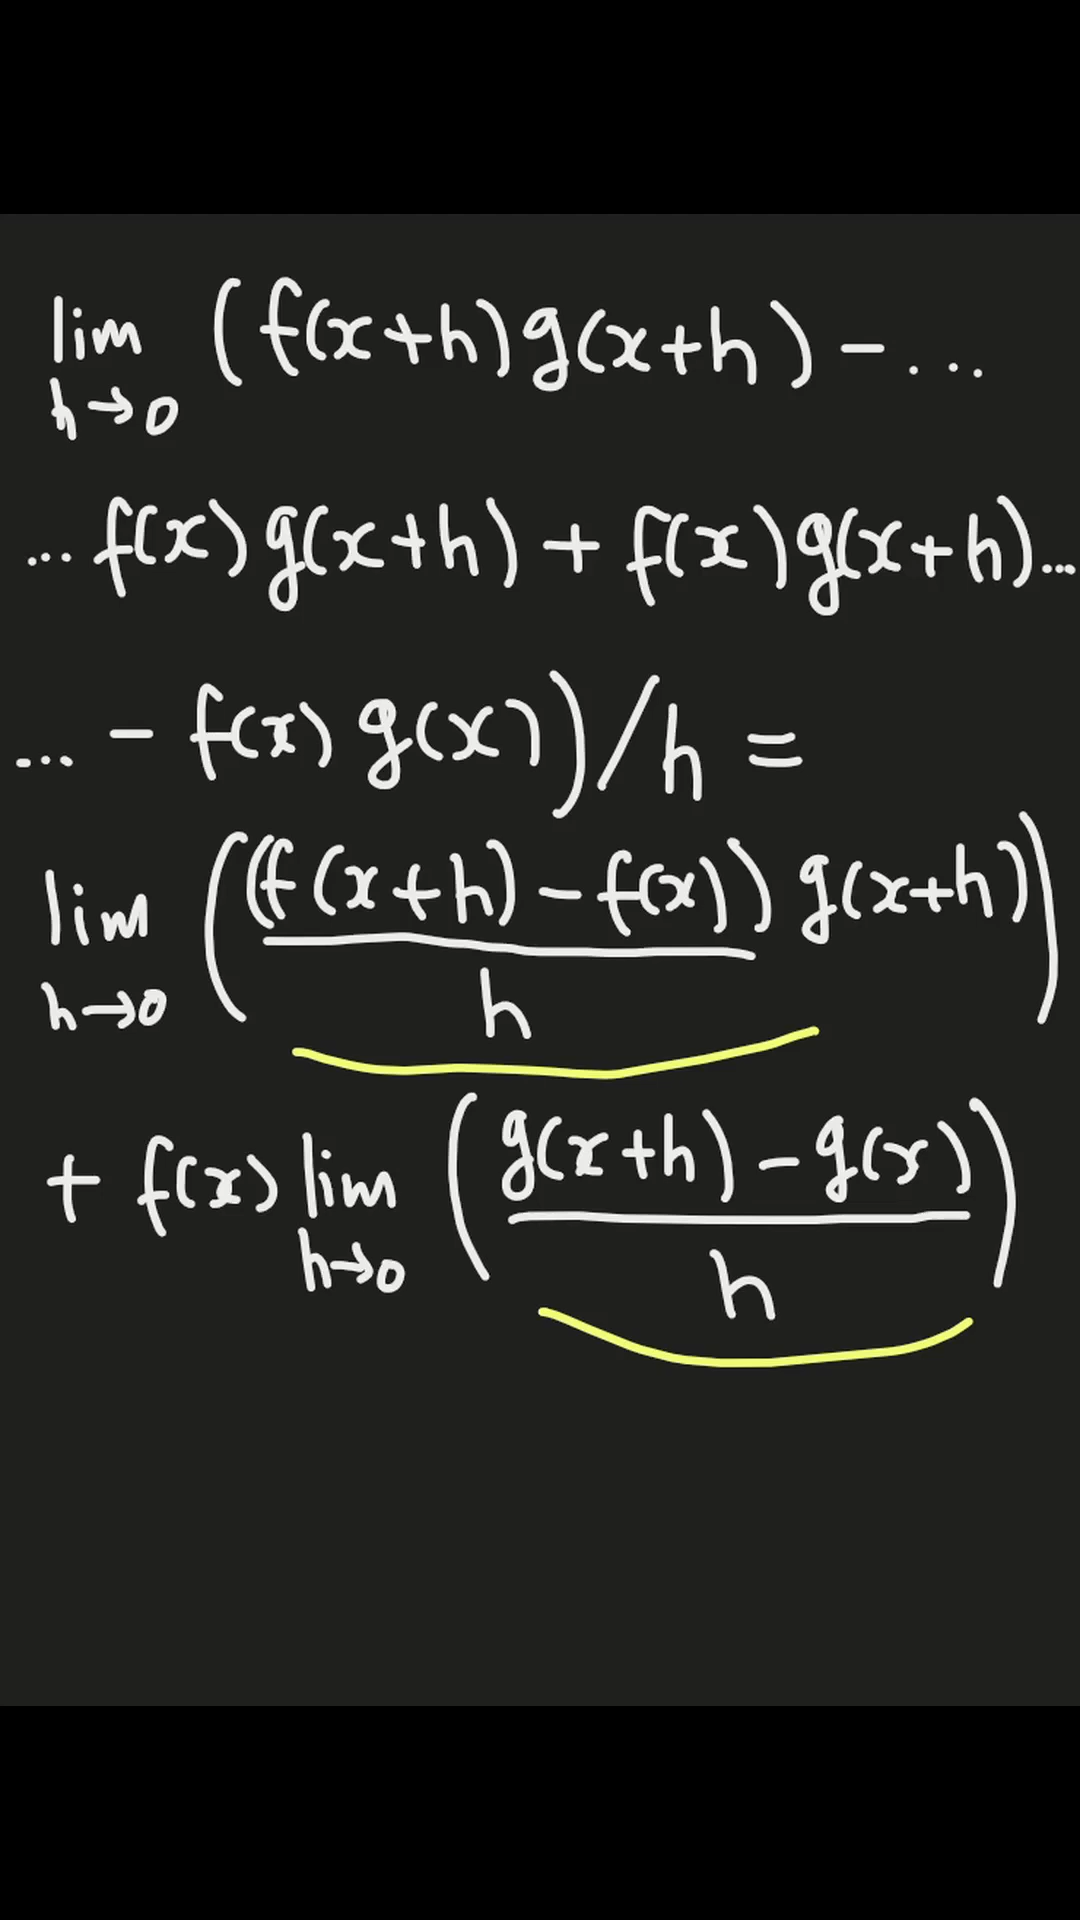 lim (f(x+h)g(x+h) - ...
h→0
... f(x)g(x+h) + f(x)g(x+h)...
... - f(x)g(x))/h =
lim (((f(x+h) - f(x)) g(x+h))
h→0 h
+ f(x) lim (g(x+h) - g(x))
h→0 h